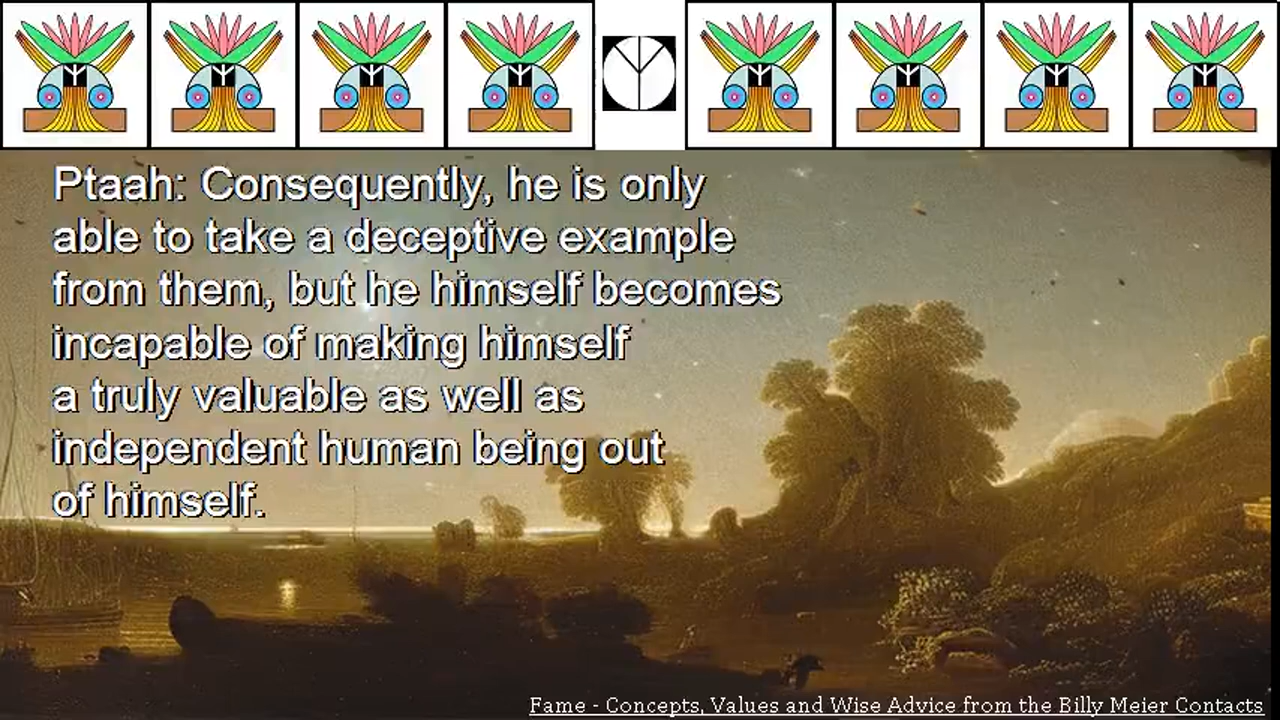 Ptaah: Consequently, he is only
able to take a deceptive example
from them, but he himself becomes
incapable of making himself
a truly valuable as well as
independent human being out
of himself.
Fame - Concepts, Values and Wise Advice from the Billy Meier Contacts